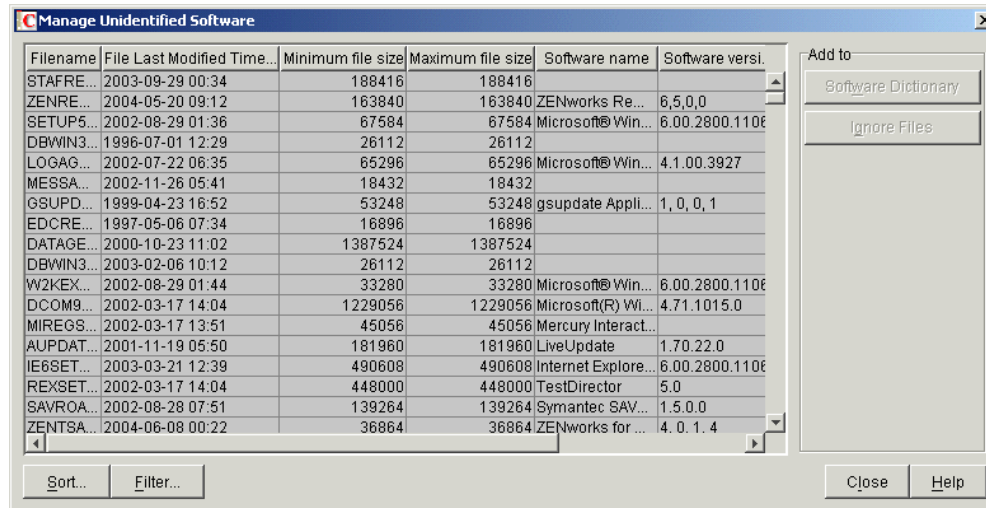 Manage Unidentified Software
Filename File Last Modified Time... Minimum file size Maximum file size Software name Software versi.
STAFRE... 2003-09-29 00:34 188416
ZENRE... 2004-05-20 09:12 163840 163840 ZENworks Re... 6,5,0,0
SETUP5... 2002-08-29 01:36 67584 67584 Microsoft® Win... 6.00.2800.1106
DBWIN3... 1996-07-01 12:29 26112 26112
LOGAG... 2002-07-22 06:35 65296 65296 Microsoft® Win... 4.1.00.3927
MESSA... 2002-11-26 05:41 18432 18432
GSUPD... 1999-04-23 16:52 53248 53248 gsupdate Appli... 1, 0, 0, 1
EDCRE... 1997-05-06 07:34 16896 16896
DATAGE... 2000-10-23 11:02 1387524 1387524
DBWIN3... 2003-02-06 10:12 26112 26112
W2KEX... 2002-08-29 01:44 33280 33280 Microsoft® Win... 6.00.2800.1106
DCOM9... 2002-03-17 14:04 1229056 1229056 Microsoft(R) Wi... 4.71.1015.0
MIREGS... 2002-03-17 13:51 45056 45056 Mercury Interact...
AUPDAT... 2001-11-19 05:50 181960 181960 LiveUpdate 1.70.22.0
IE6SET... 2003-03-21 12:39 490608 490608 Internet Explore... 6.00.2800.1106
REXSET... 2002-03-17 14:04 448000 448000 TestDirector 5.0
SAVROA... 2002-08-28 07:51 139264 139264 Symantec SAV... 1.5.0.0
ZENTSA... 2004-06-08 00:22 36864 36864 ZENworks for ... 4. 0. 1. 4
Add to
Software Dictionary
Ignore Files
Sort... Filter... Close Help